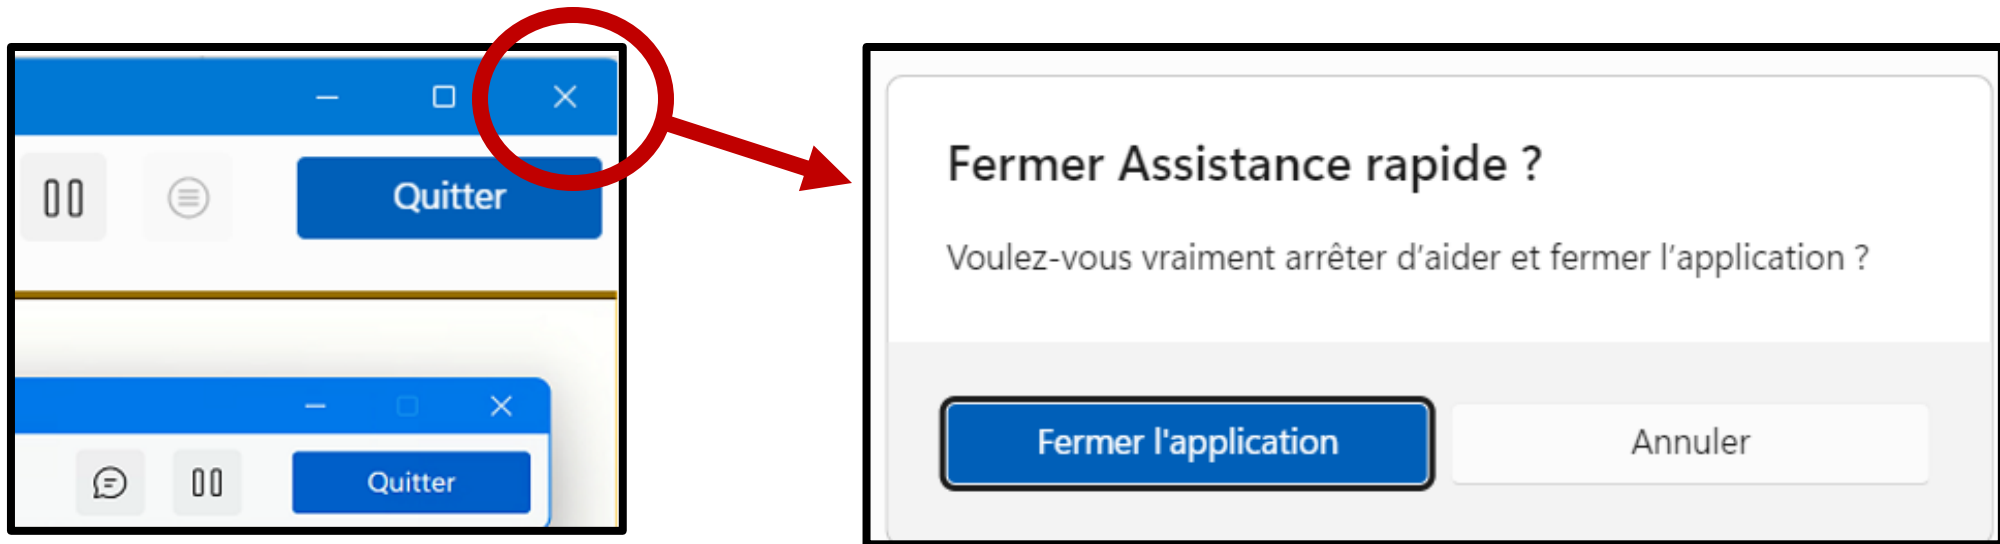 Quitter
Quitter
Fermer Assistance rapide ?
Voulez-vous vraiment arrêter d'aider et fermer l'application ?
Fermer l'application
Annuler